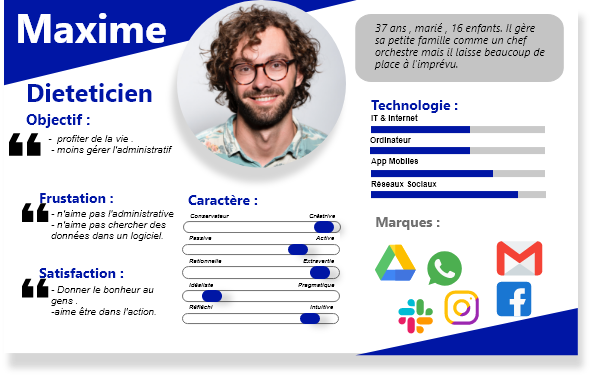 Maxime
37 ans , marié , 16 enfants. Il gère
sa petite famille comme un chef
orchestre mais il laisse beaucoup de
place à l'imprévu.
Dieteticien
Objectif :
- profiter de la vie .
- moins gérer l'administratif
Frustation :
- n'aime pas l'administrative
- n'aime pas chercher des
données dans un logiciel.
Satisfaction :
- Donner le bonheur au
gens .
-aime être dans l'action.
Caractère :
Conservateur Créatrive
Passive Active
Rationnelle Extravertie
Idéaliste Pragmatique
Réfléchi Intuitive
Technologie :
IT & Internet
Ordinateur
App Mobiles
Réseaux Sociaux
Marques :